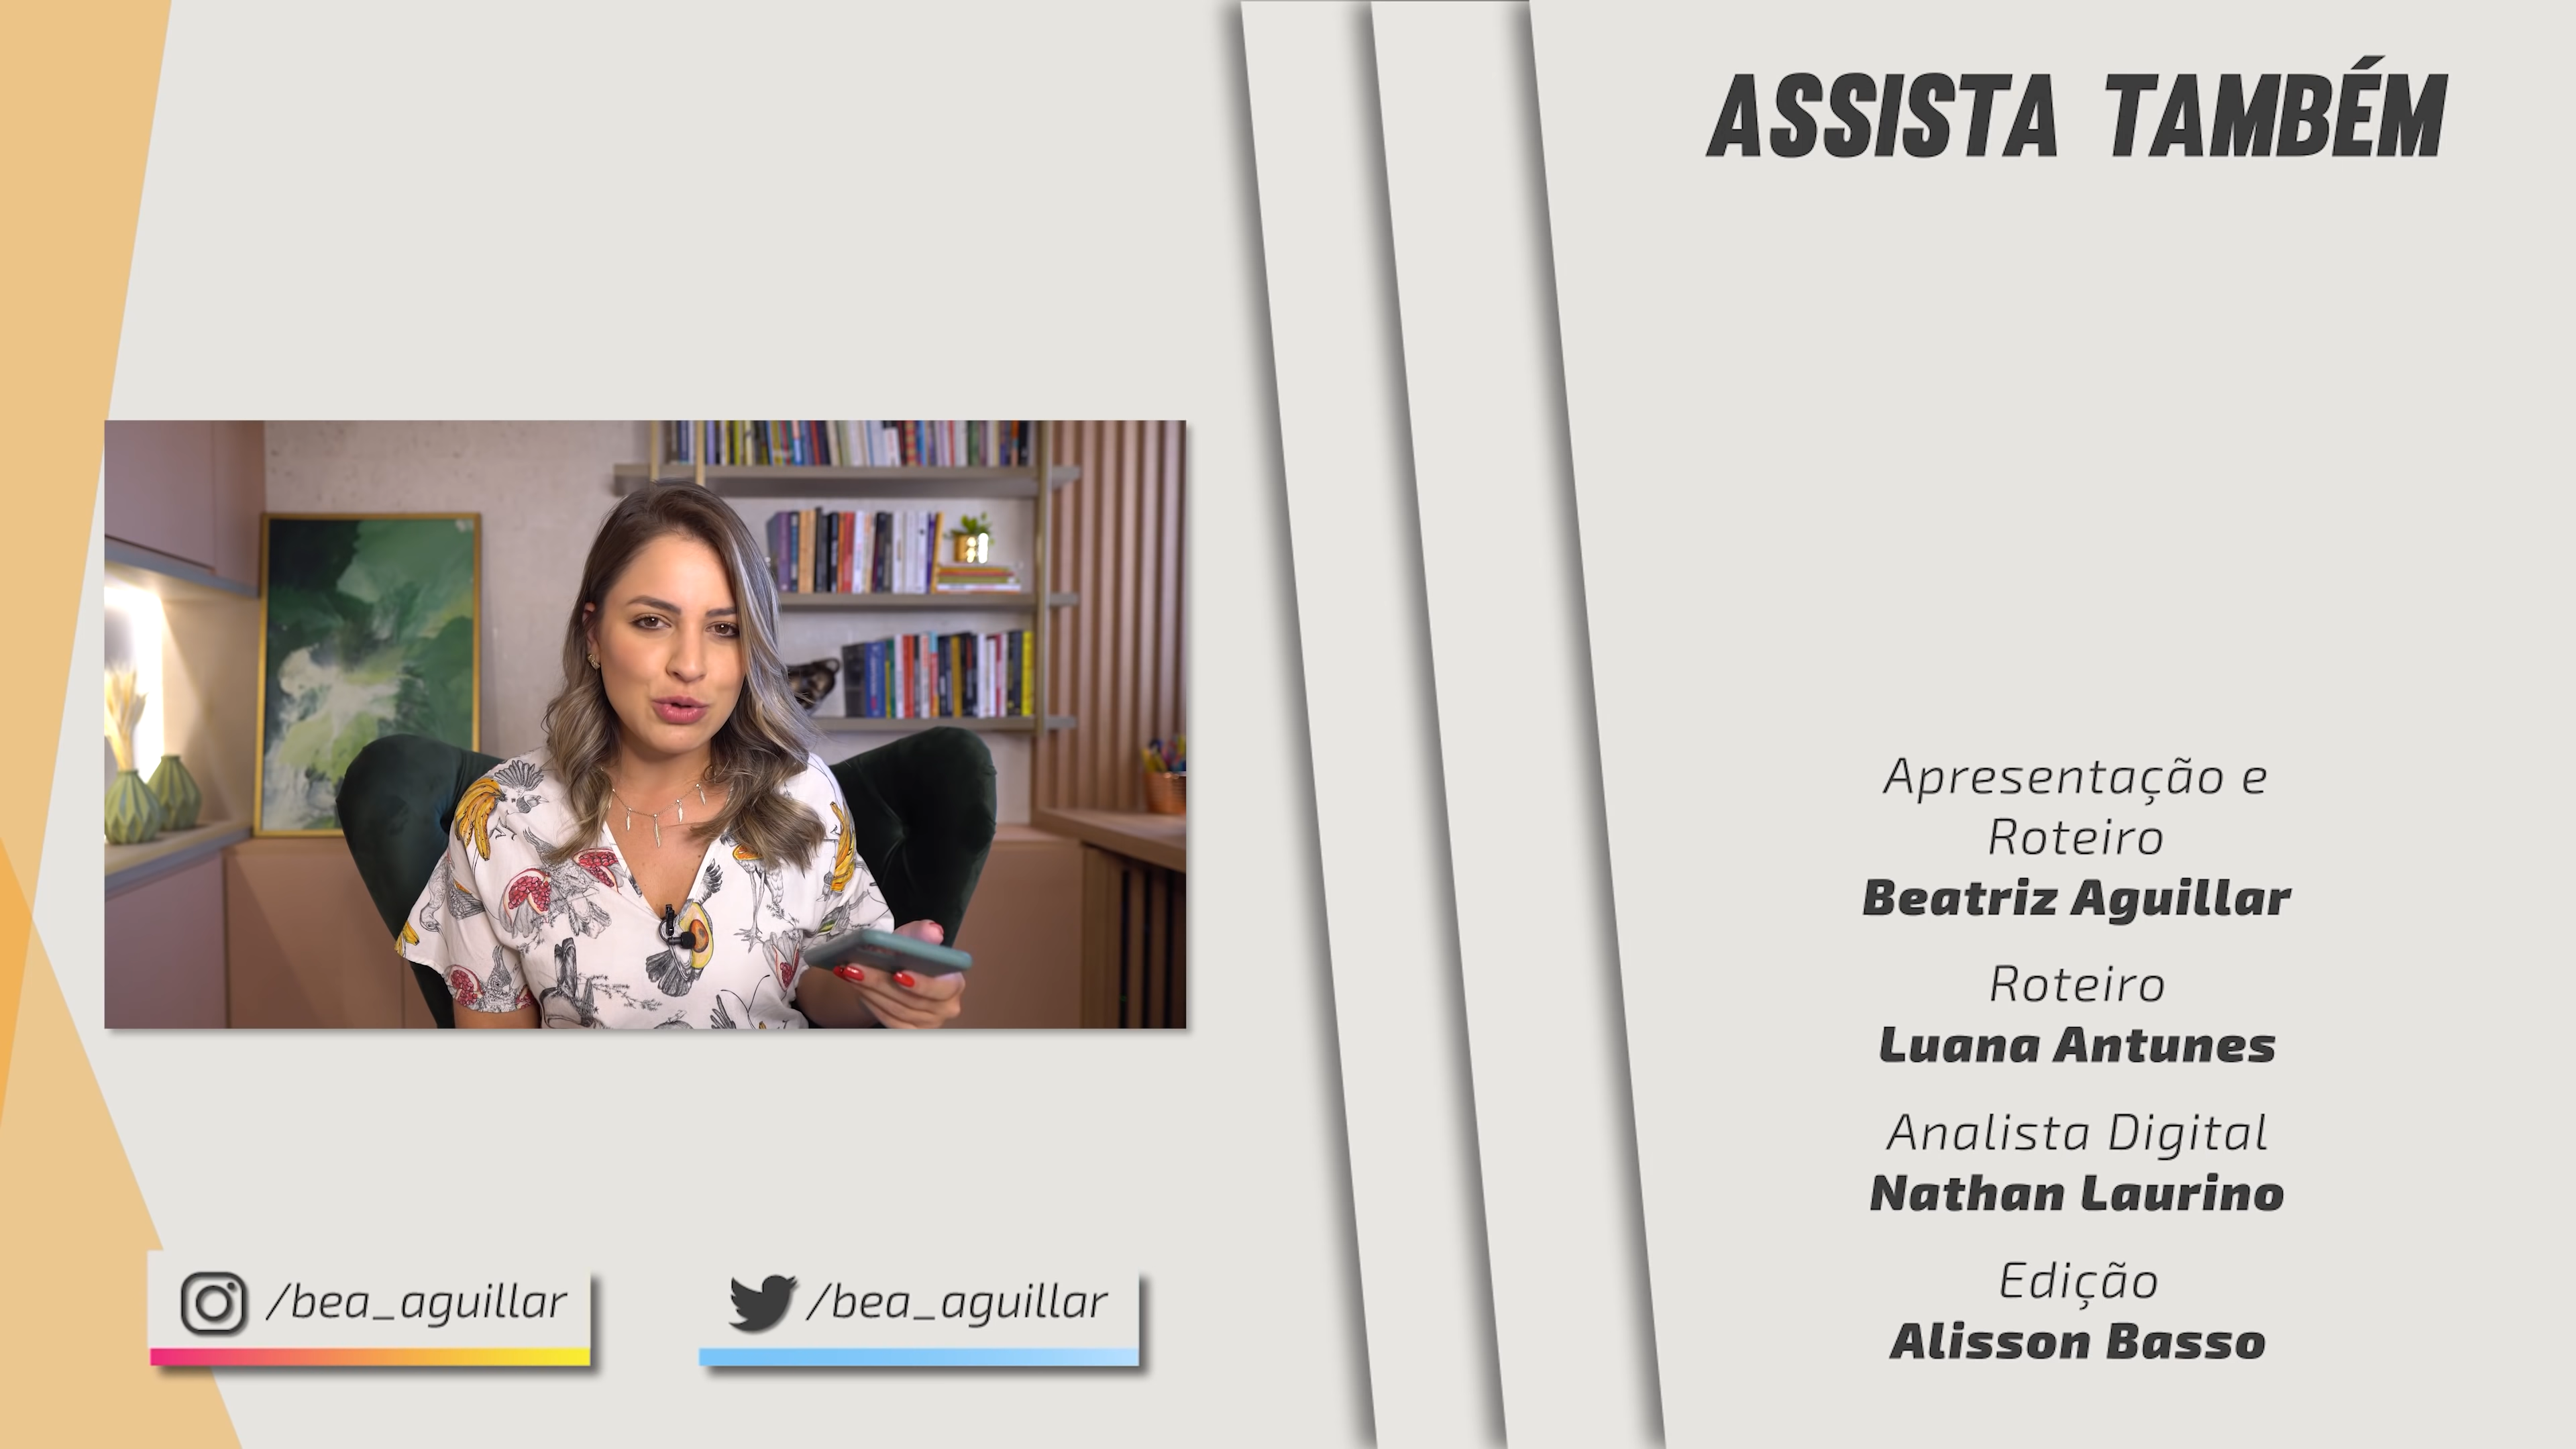 ASSISTA TAMBÉM
Apresentação e
Roteiro
Beatriz Aguillar
Roteiro
Luana Antunes
Analista Digital
Nathan Laurino
Edição
Alisson Basso
/bea_aguillar
/bea_aguillar